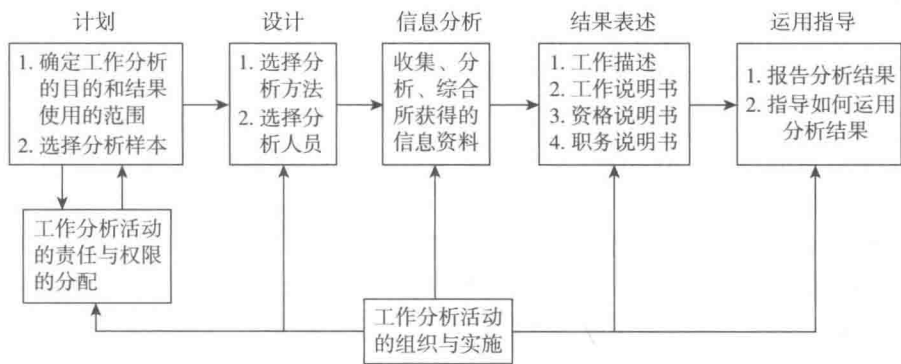 计划
设计
信息分析
结果表述
运用指导
1. 确定工作分析
的目的和结果
使用的范围
2. 选择分析样本
1. 选择分
析方法
2. 选择分
析人员
收集、分
析、综合
所获得的
信息资料
1. 工作描述
2. 工作说明书
3. 资格说明书
4. 职务说明书
1. 报告分析结果
2. 指导如何运用
分析结果
工作分析活动
的责任与权限
的分配
工作分析活动
的组织与实施